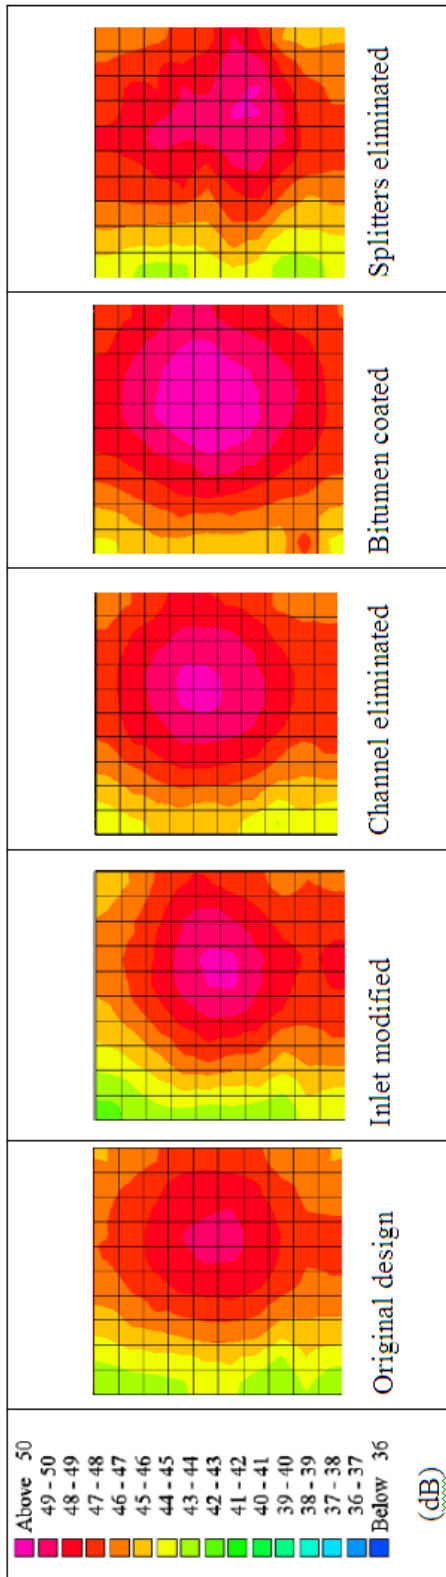 Above 50
49 - 50
48 - 49
47 - 48
46 - 47
45 - 46
44 - 45
43 - 44
42 - 43
41 - 42
40 - 41
39 - 40
38 - 39
37 - 38
36 - 37
Below 36
(dB)
Original design
Inlet modified
Channel eliminated
Bitumen coated
Splitters eliminated